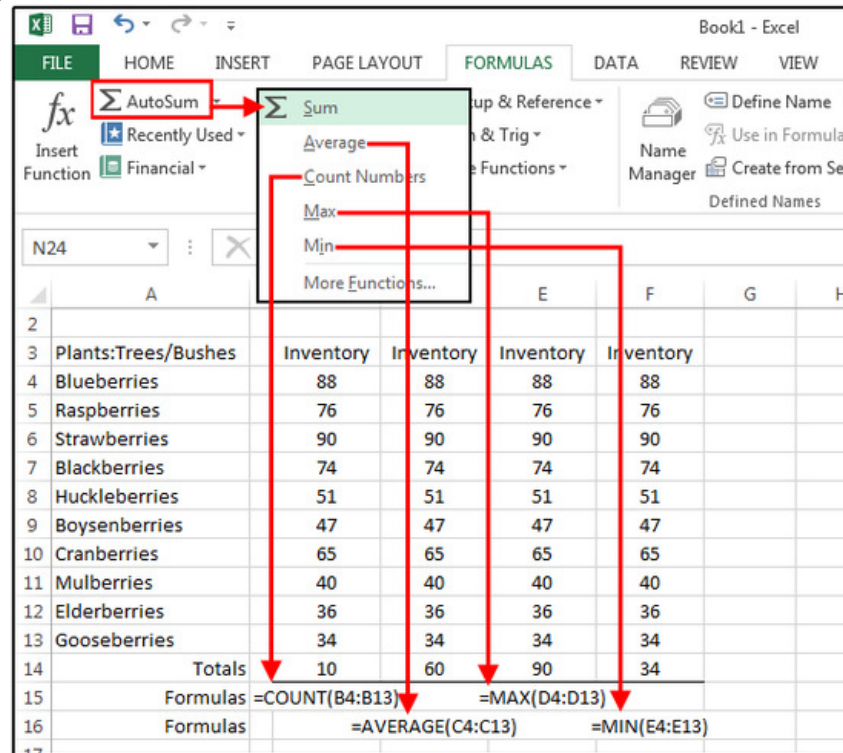 Book1 - Excel
FILE HOME INSERT PAGE LAYOUT FORMULAS DATA REVIEW VIEW
fx
Insert
Function
Σ AutoSum
Recently Used
Financial
Σ Sum
Average
Count Numbers
Max
Min
More Functions...
up & Reference
& Trig
Functions
Name
Manager
Define Name
Use in Formula
Create from Se
Defined Names
N24
A E F G H
2
3 Plants:Trees/Bushes Inventory Inventory Inventory Inventory
4 Blueberries 88 88 88 88
5 Raspberries 76 76 76 76
6 Strawberries 90 90 90 90
7 Blackberries 74 74 74 74
8 Huckleberries 51 51 51 51
9 Boysenberries 47 47 47 47
10 Cranberries 65 65 65 65
11 Mulberries 40 40 40 40
12 Elderberries 36 36 36 36
13 Gooseberries 34 34 34 34
14 Totals 10 60 90 34
15 Formulas =COUNT(B4:B13) =MAX(D4:D13)
16 Formulas =AVERAGE(C4:C13) =MIN(E4:E13)
17